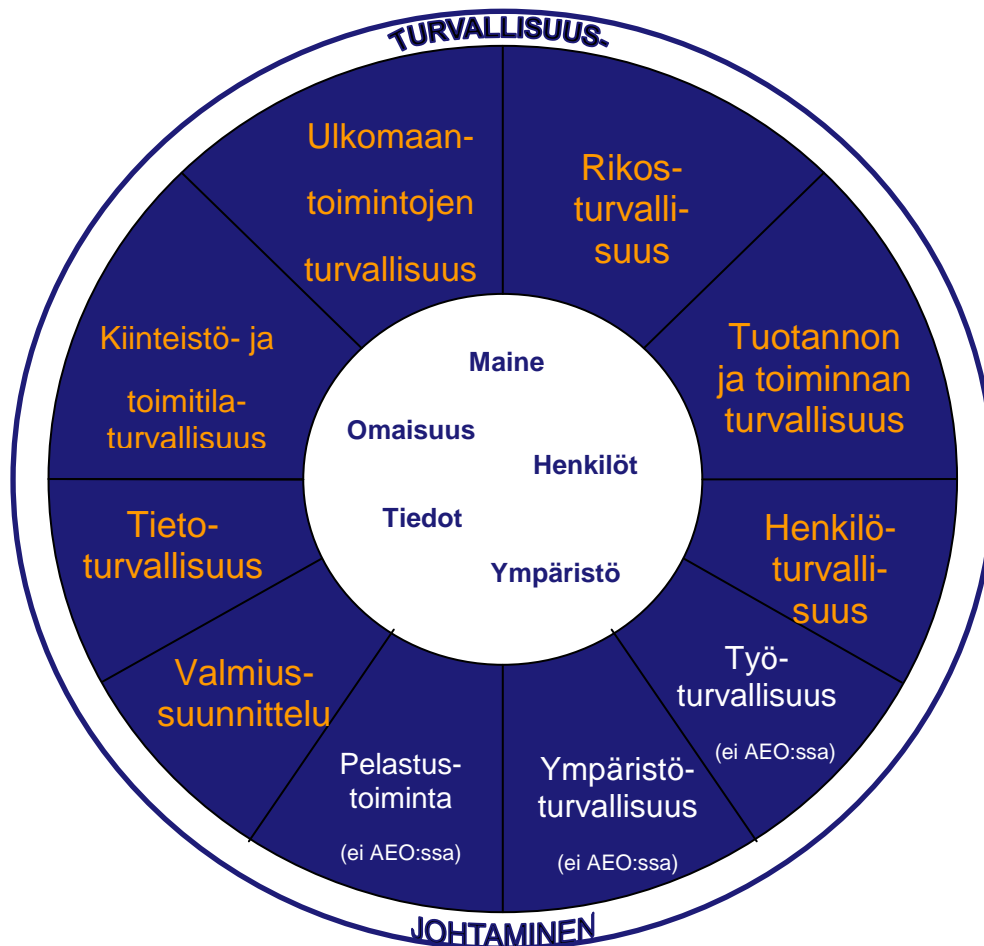 TURVALLISUUS-
Ulkomaan-
toimintojen
turvallisuus
Rikos-
turvalli-
suus
Kiinteistö- ja
toimitila-
turvallisuus
Tuotannon
ja toiminnan
turvallisuus
Maine
Omaisuus
Henkilöt
Tiedot
Ympäristö
Tieto-
turvallisuus
Henkilö-
turvalli-
suus
Valmius-
suunnittelu
Työ-
turvallisuus
(ei AEO:ssa)
Pelastus-
toiminta
(ei AEO:ssa)
Ympäristö-
turvallisuus
(ei AEO:ssa)
JOHTAMINEN